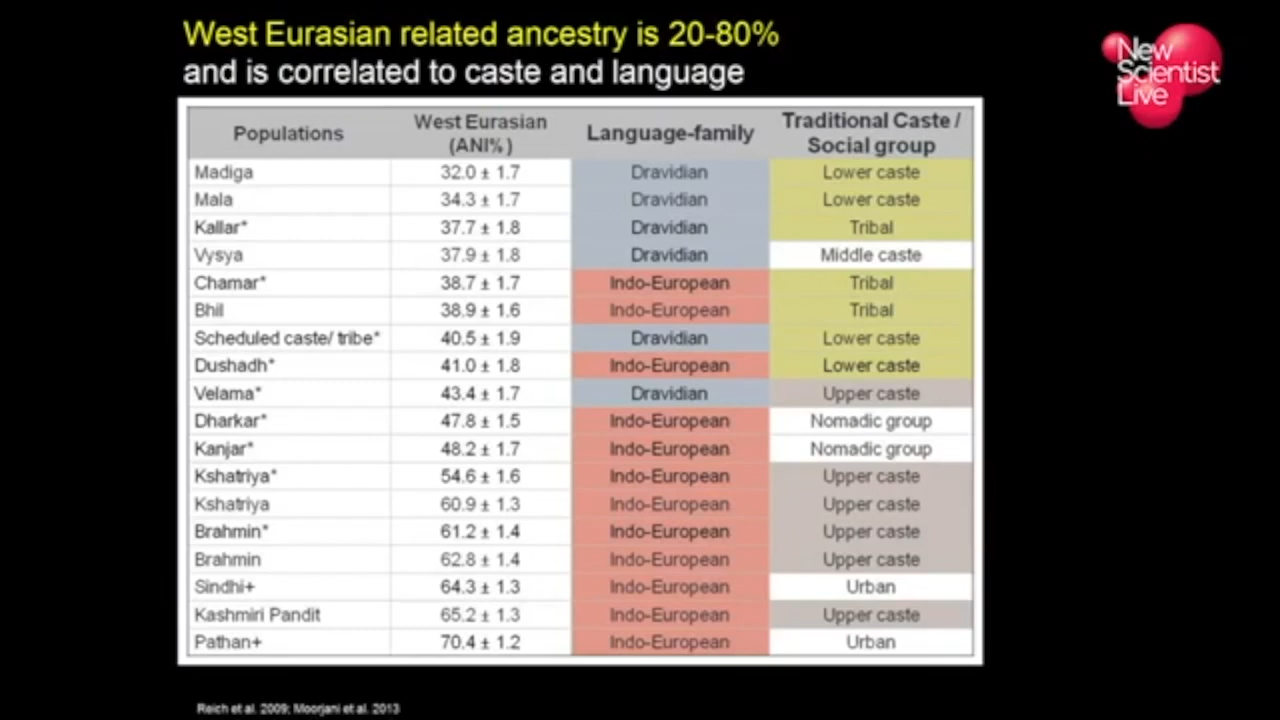 West Eurasian related ancestry is 20-80%
and is correlated to caste and language
New
Scientist
Live
Populations West Eurasian (ANI%) Language-family Traditional Caste / Social group
Madiga 32.0 ± 1.7 Dravidian Lower caste
Mala 34.3 ± 1.7 Dravidian Lower caste
Kallar* 37.7 ± 1.8 Dravidian Tribal
Vysya 37.9 ± 1.8 Dravidian Middle caste
Chamar* 38.7 ± 1.7 Indo-European Tribal
Bhil 38.9 ± 1.6 Indo-European Tribal
Scheduled caste/ tribe* 40.5 ± 1.9 Dravidian Lower caste
Dushadh* 41.0 ± 1.8 Indo-European Lower caste
Velama* 43.4 ± 1.7 Dravidian Upper caste
Dharkar* 47.8 ± 1.5 Indo-European Nomadic group
Kanjar* 48.2 ± 1.7 Indo-European Nomadic group
Kshatriya* 54.6 ± 1.6 Indo-European Upper caste
Kshatriya 60.9 ± 1.3 Indo-European Upper caste
Brahmin* 61.2 ± 1.4 Indo-European Upper caste
Brahmin 62.8 ± 1.4 Indo-European Upper caste
Sindhi+ 64.3 ± 1.3 Indo-European Urban
Kashmiri Pandit 65.2 ± 1.3 Indo-European Upper caste
Pathan+ 70.4 ± 1.2 Indo-European Urban
Reich et al. 2009; Moorjani et al. 2013